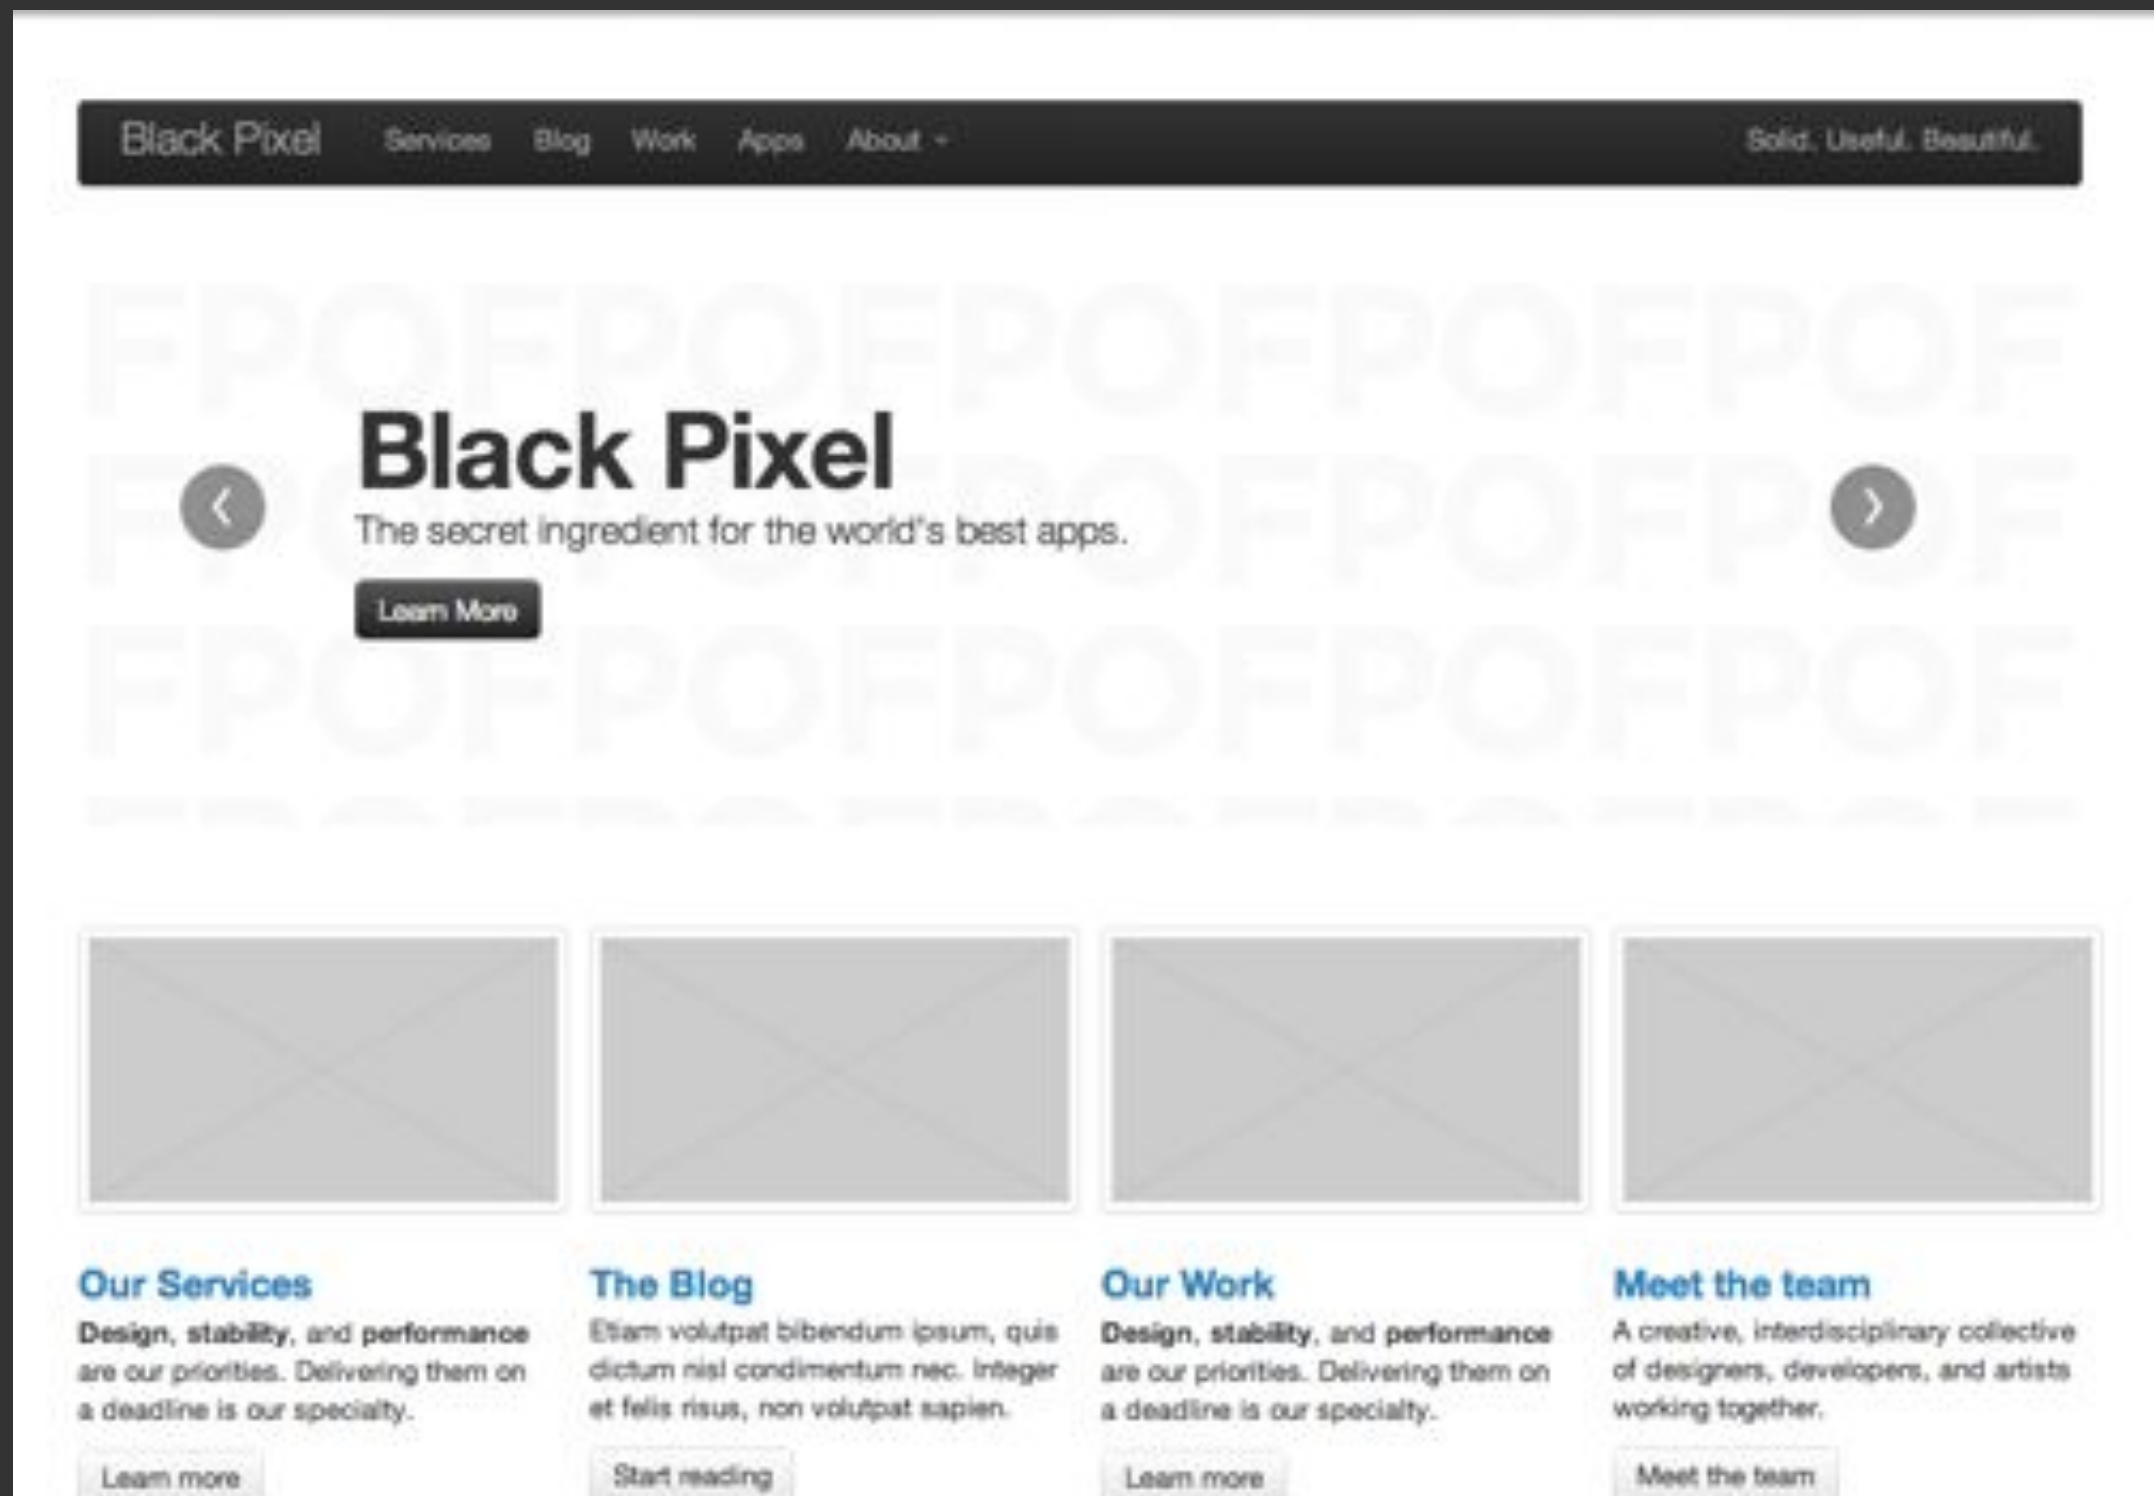 Black Pixel Services Blog Work Apps About Solid. Useful. Beautiful.
FPOFPOFPOFPOFPOF
Black Pixel
FPOFPOFPOFPOFPOF
The secret ingredient for the world's best apps.
Learn More
FPOFPOFPOFPOFPOF
Our Services
Design, stability, and performance
are our priorities. Delivering them on
a deadline is our specialty.
Learn more
The Blog
Etiam volutpat bibendum ipsum, quis
dictum nisl condimentum nec. Integer
et felis risus, non volutpat sapien.
Start reading
Our Work
Design, stability, and performance
are our priorities. Delivering them on
a deadline is our specialty.
Learn more
Meet the team
A creative, interdisciplinary collective
of designers, developers, and artists
working together.
Meet the team